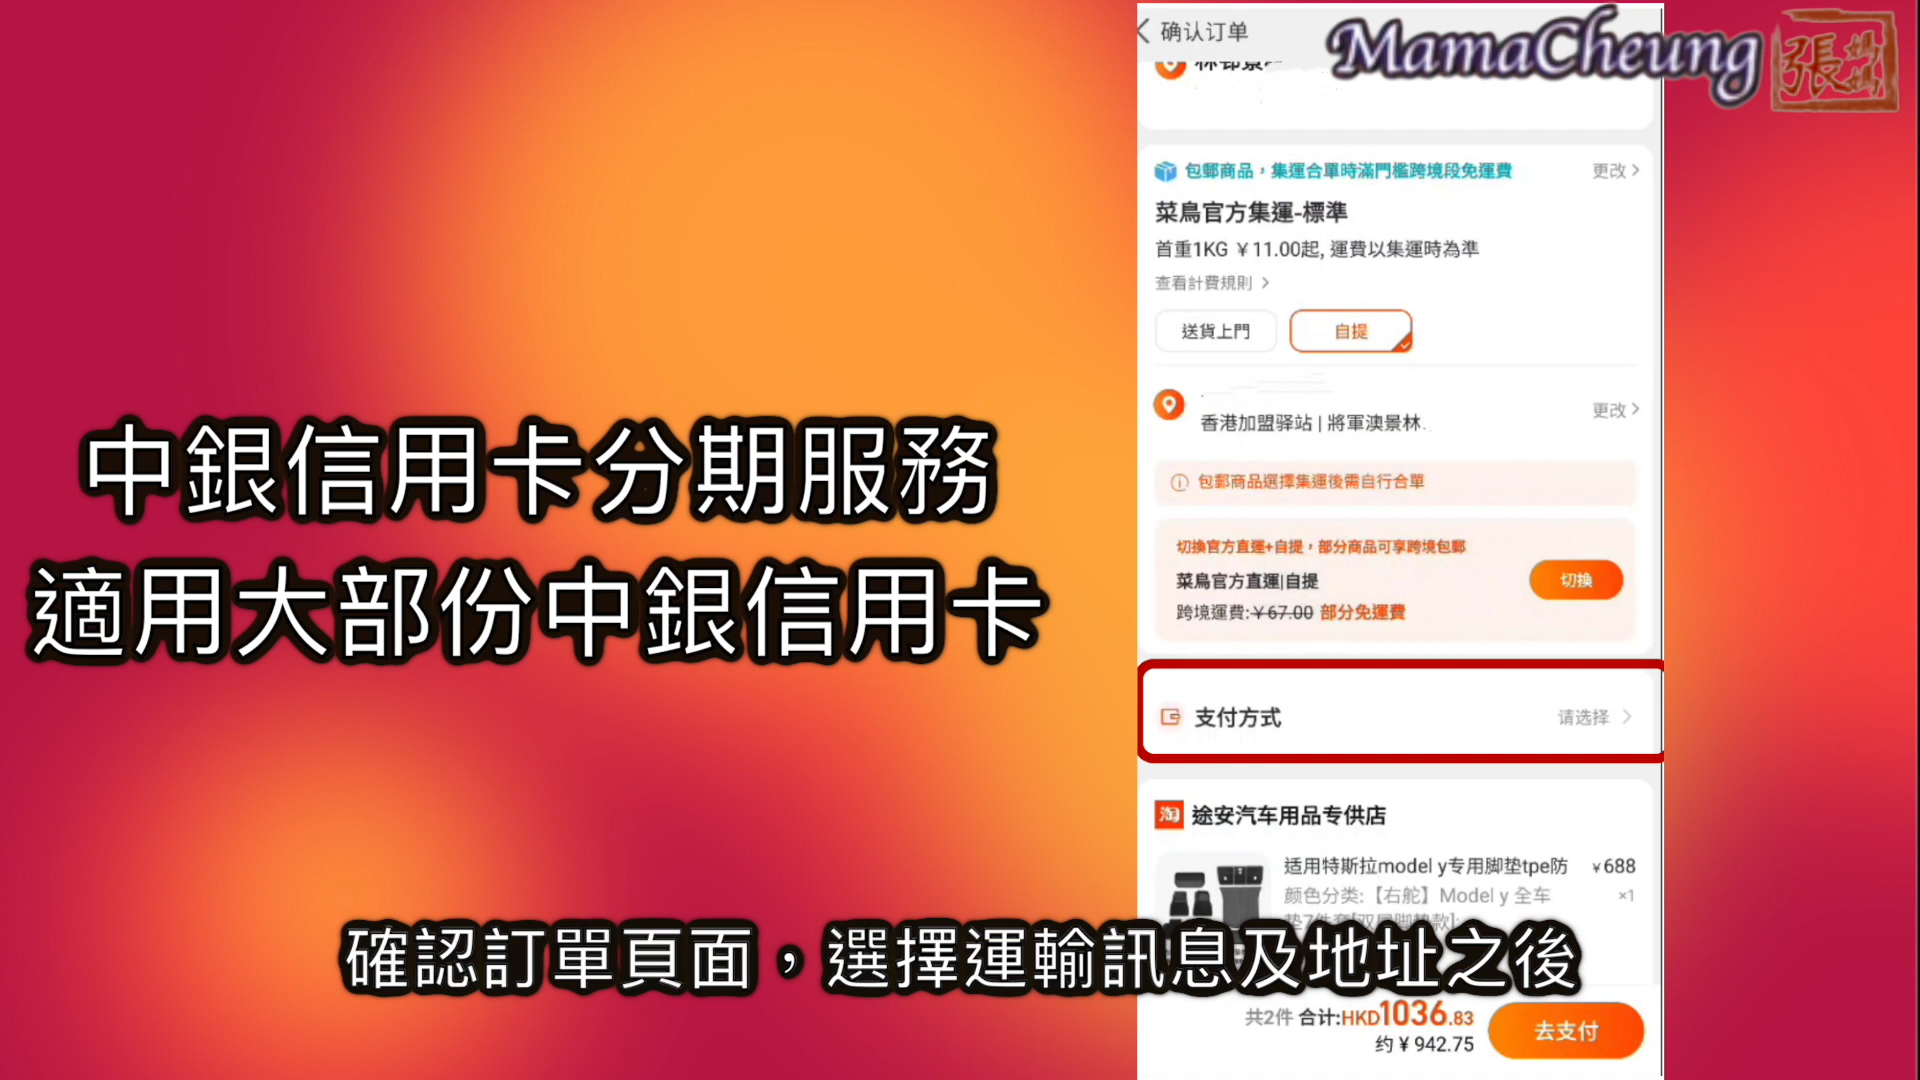 确认订单
MamaCheung
張媽媽
包郵商品，集運合單時滿門檻跨境段免運費
更改
菜鳥官方集運-標準
首重1KG ￥11.00起, 運費以集運時為準
查看計費規則
送貨上門
自提
香港加盟驿站 | 將軍澳景林..
更改
包郵商品選擇集運後需自行合單
切換官方直運+自提，部分商品可享跨境包郵
菜鳥官方直運|自提
切換
跨境運費:￥67.00 部分免運費
中銀信用卡分期服務
適用大部份中銀信用卡
支付方式
请选择
淘 途安汽车用品专供店
适用特斯拉model y专用脚垫tpe防
￥688
颜色分类:【右舵】Model y 全车
×1
確認訂單頁面，選擇運輸訊息及地址之後
共2件 合计:HKD1036.83
约￥942.75
去支付